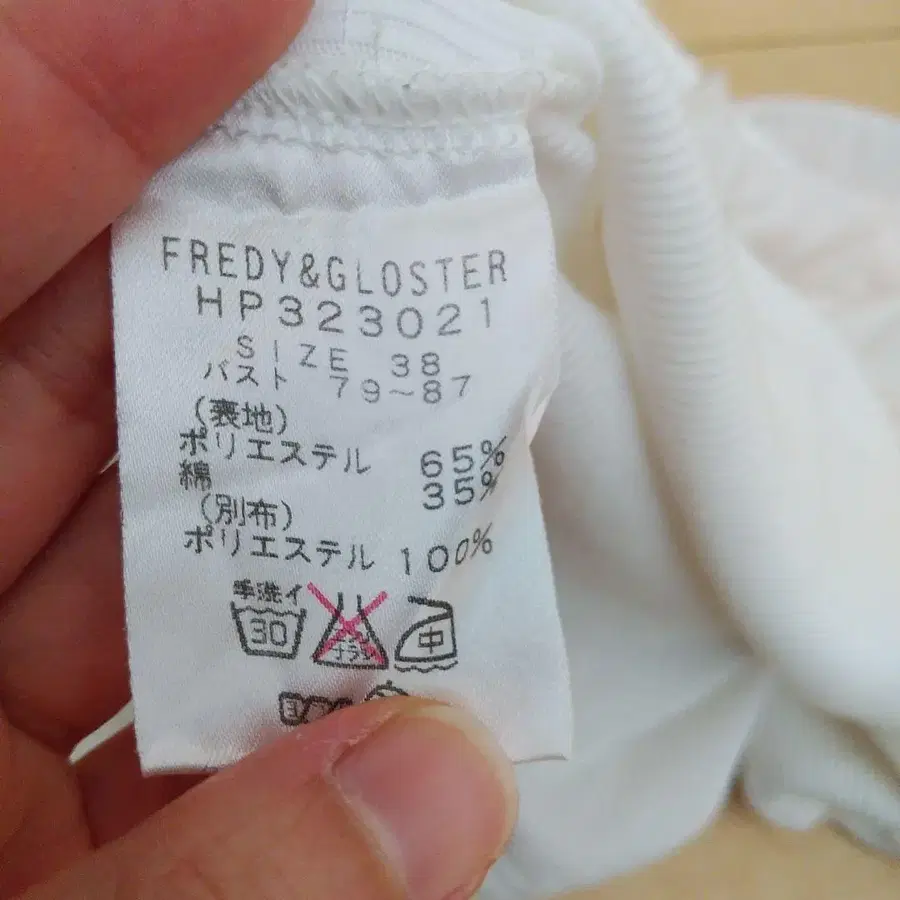 FREDY&GLOSTER
HP323021
SIZE 38
バスト 79~87
(表地)
ポリエステル 65%
綿 35%
(別布)
ポリエステル 100%
手洗イ
30 中